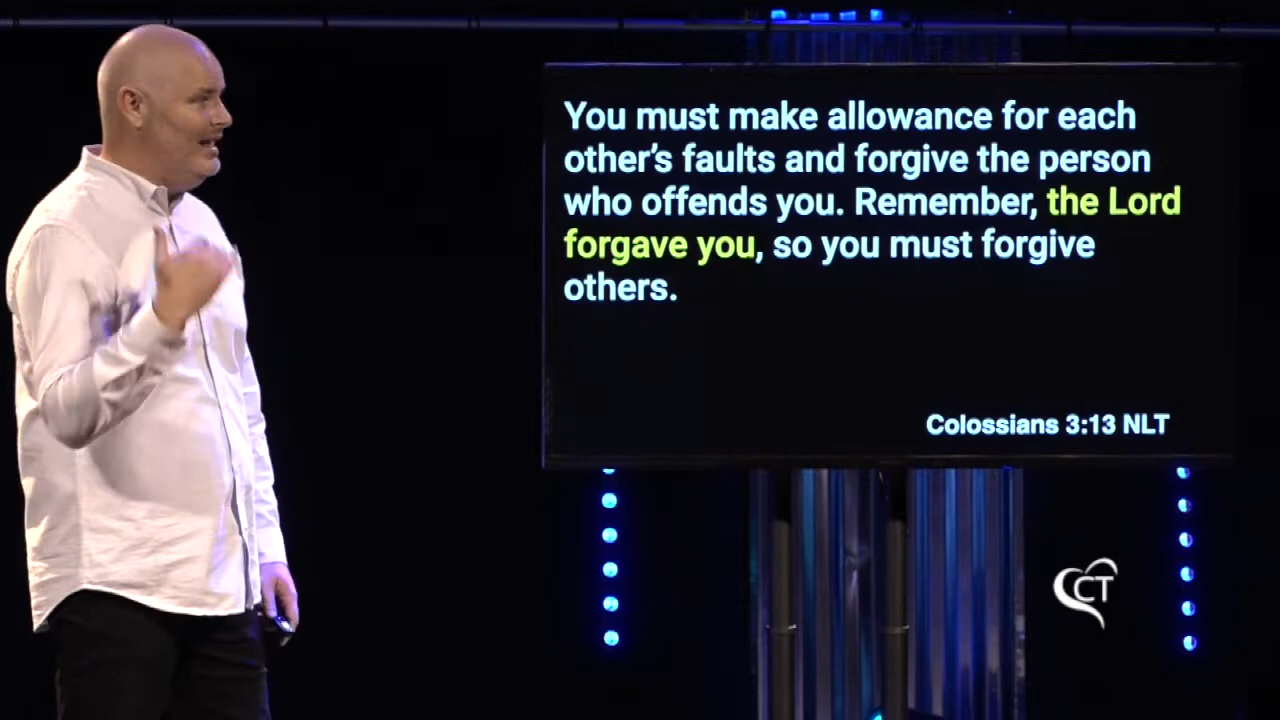 You must make allowance for each
other's faults and forgive the person
who offends you. Remember, the Lord
forgave you, so you must forgive
others.
Colossians 3:13 NLT
CT